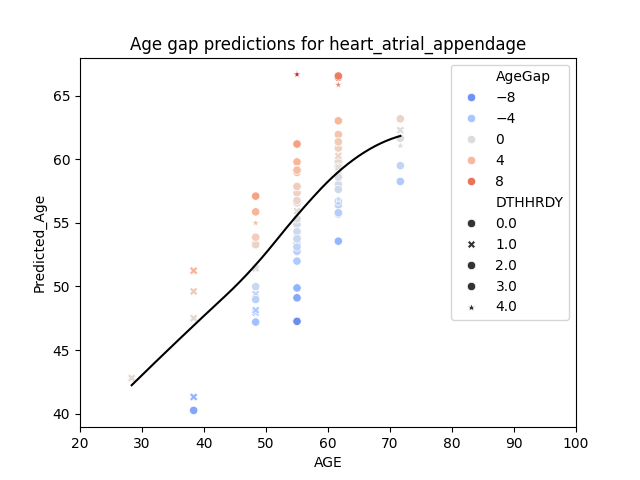 Age gap predictions for heart_atrial_appendage
Predicted_Age
65
60
55
50
45
40
20 30 40 50 60 70 80 90 100
AGE
AgeGap
−8
−4
0
4
8
DTHHRDY
0.0
1.0
2.0
3.0
4.0